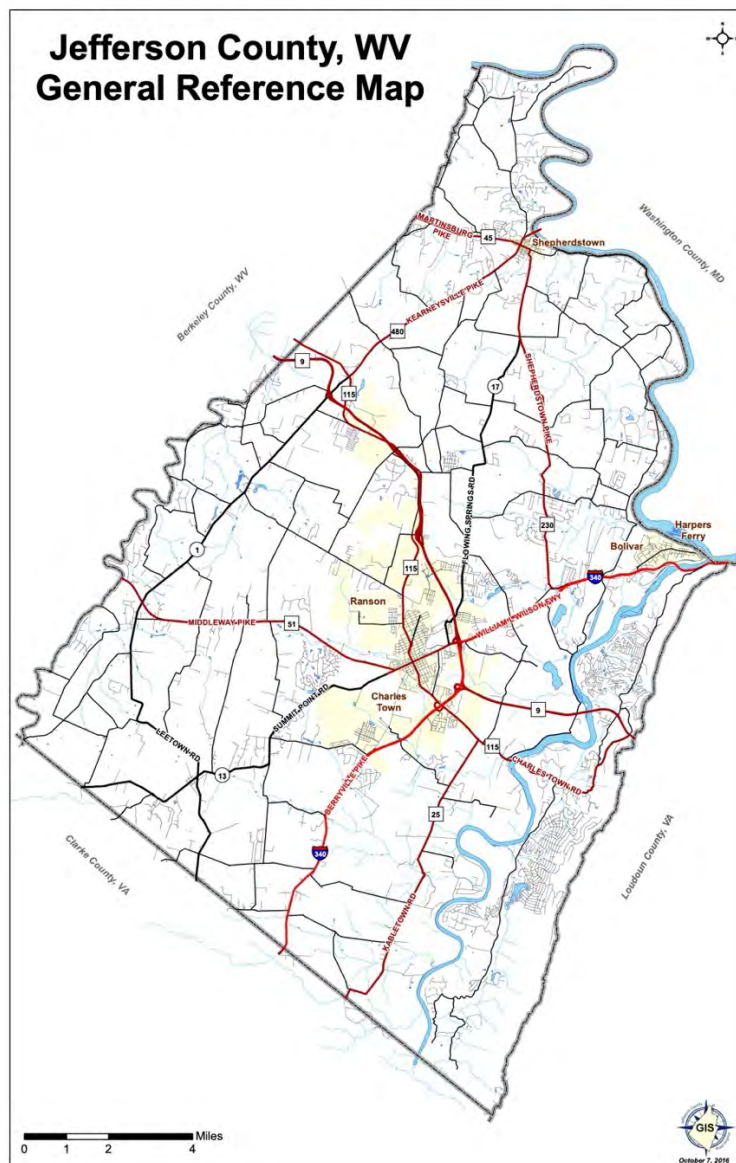 Jefferson County, WV
General Reference Map
Washington County, MD
MARTINSBURG
PIKE
45
Shepherdstown
Berkeley County, WV
KEARNEYSVILLE PIKE
480
9
115
17
SHEPHERDSTOWN PIKE
FLOWING SPRINGS RD
230
Harpers
Ferry
Bolivar
1
115
340
Ranson
WILLIAM L WILSON FWY
MIDDLEWAY PIKE
51
SUMMIT POINT RD
Charles
Town
9
LEETOWN RD
115
CHARLES TOWN RD
13
BERRYVILLE PIKE
25
340
Clarke County, VA
Loudoun County, VA
KABLETOWN RD
0 1 2 4 Miles
GIS
October 7, 2016